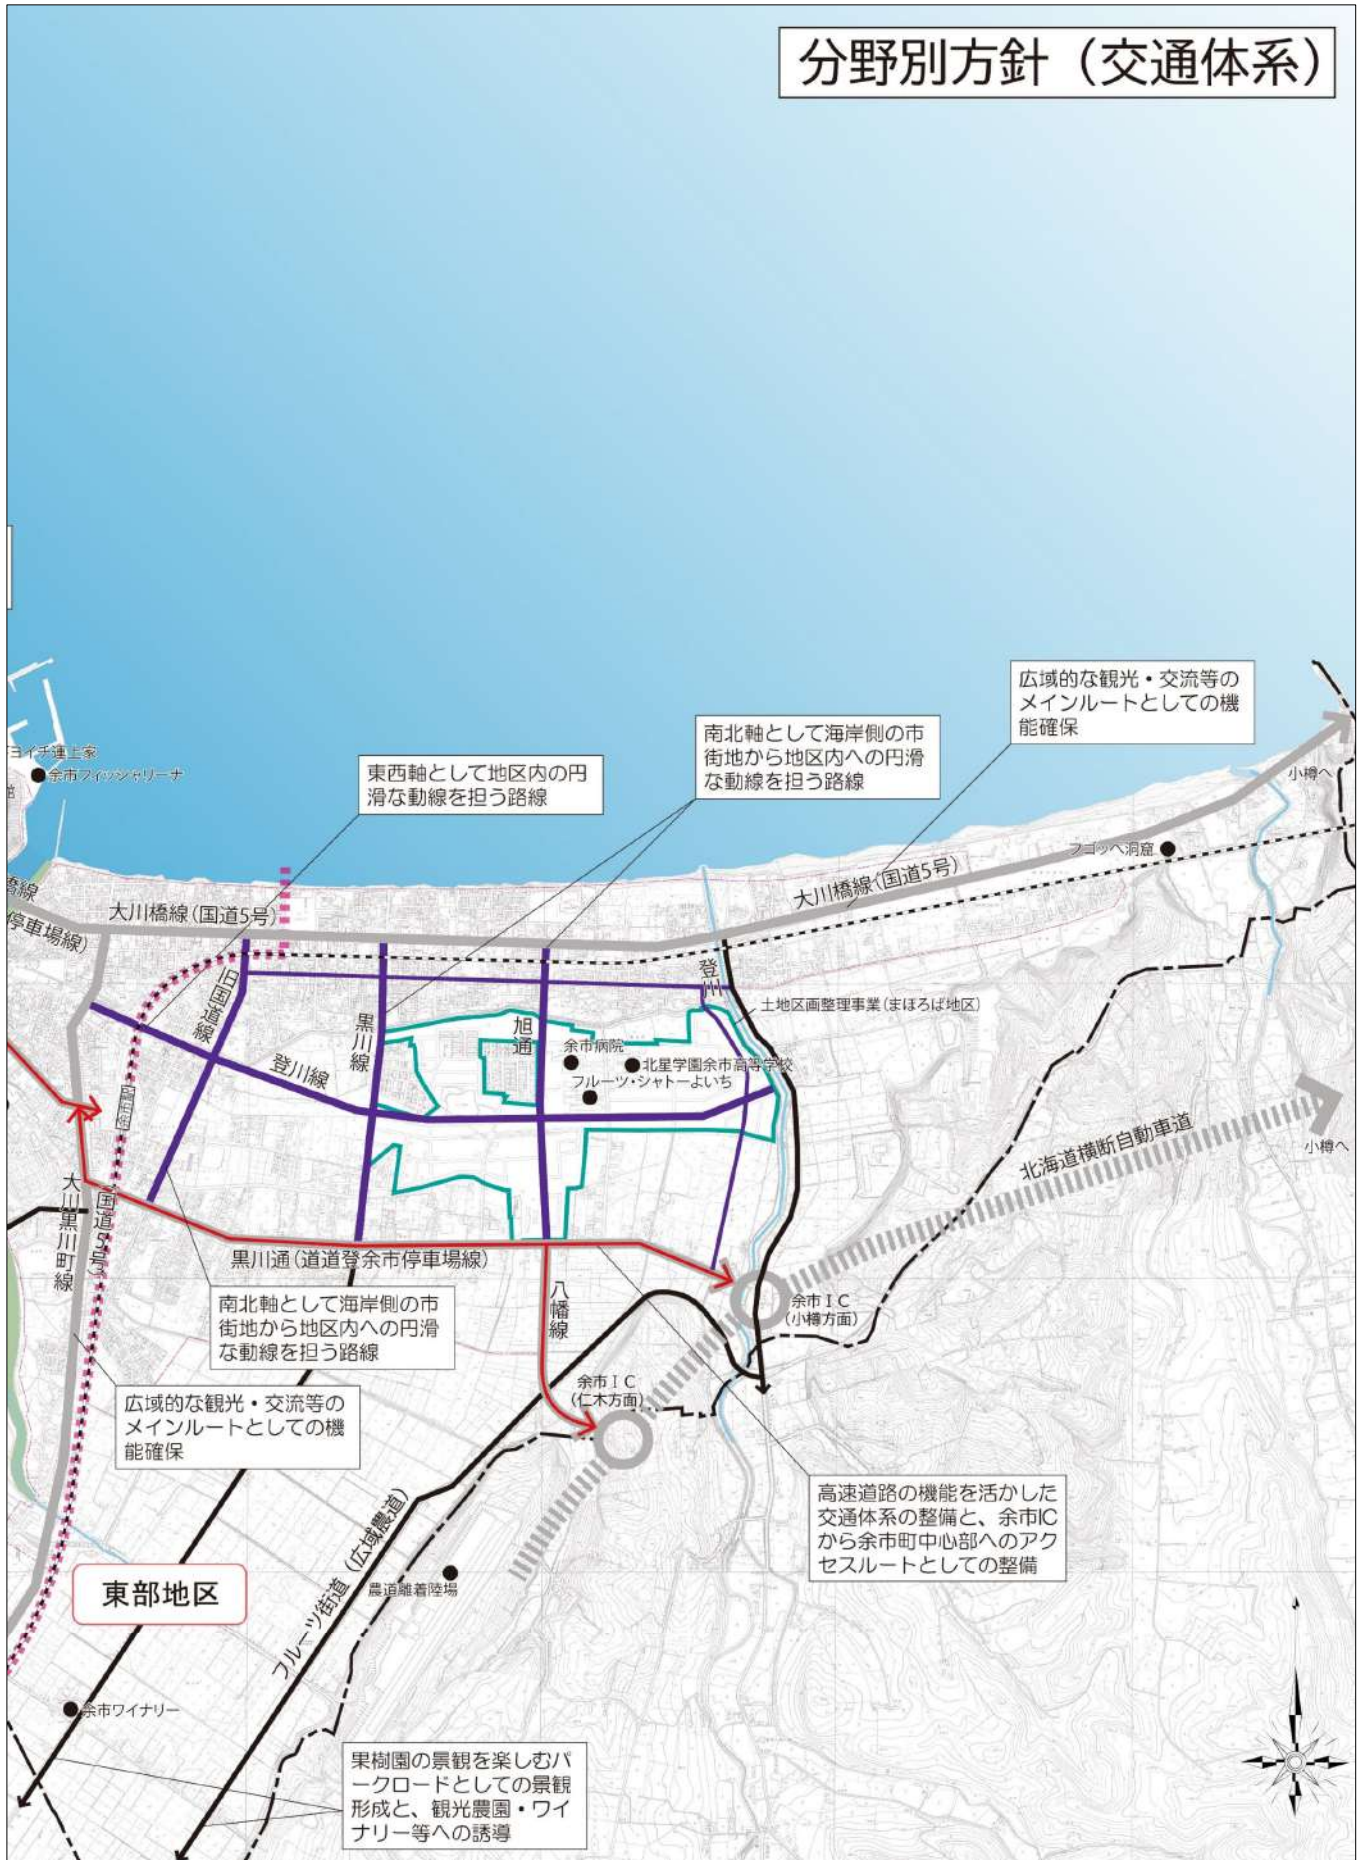 分野別方針（交通体系）
広域的な観光・交流等の
メインルートとしての機
能確保
南北軸として海岸側の市
街地から地区内への円滑
な動線を担う路線
東西軸として地区内の円
滑な動線を担う路線
ヨイチ運上家
余市フィッシャリーナ
小樽へ
フゴッペ洞窟
大川橋線(国道5号)
大川橋線(国道5号)
橋線
停車場線)
登川
旧国道線
土地区画整理事業(まほろば地区)
黒川線
旭通
余市病院
北星学園余市高等学校
フルーツ・シャトーよいち
登川線
北海道横断自動車道
小樽へ
大川黒川町線
国道5号
黒川通(道道登余市停車場線)
八幡線
余市ＩＣ
(小樽方面)
南北軸として海岸側の市
街地から地区内への円滑
な動線を担う路線
余市ＩＣ
(仁木方面)
広域的な観光・交流等の
メインルートとしての機
能確保
高速道路の機能を活かした
交通体系の整備と、余市IC
から余市町中心部へのアク
セスルートとしての整備
フルーツ街道(広域農道)
農道離着陸場
東部地区
余市ワイナリー
果樹園の景観を楽しむパ
ークロードとしての景観
形成と、観光農園・ワイ
ナリー等への誘導